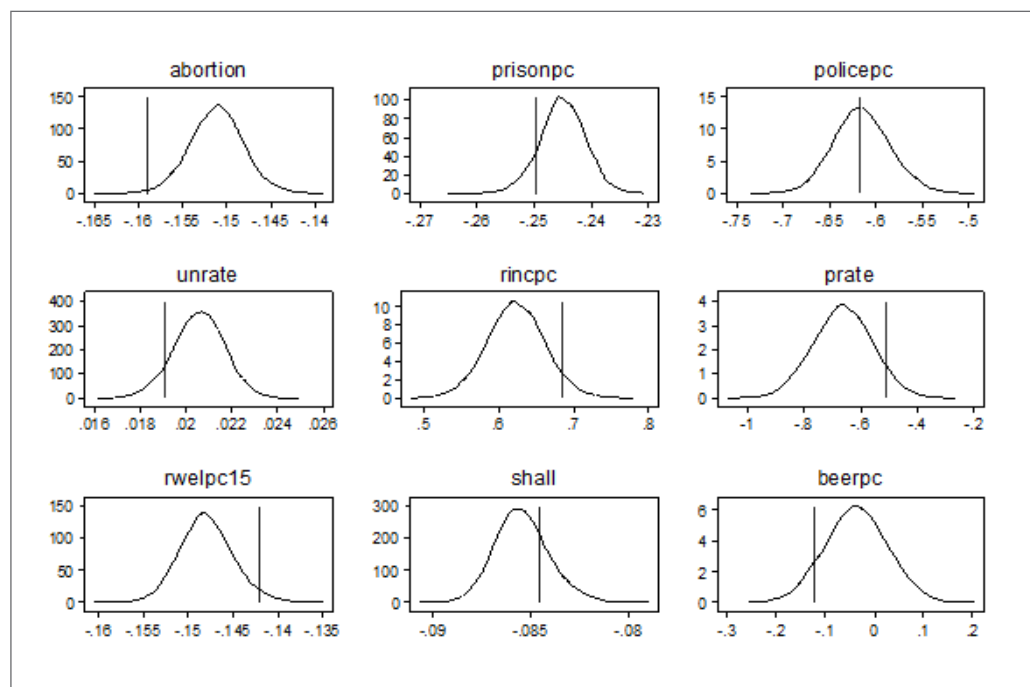 abortion
150
100
50
0
-.165 -.16 -.155 -.15 -.145 -.14
prisonpc
100
80
60
40
20
0
-.27 -.26 -.25 -.24 -.23
policepc
15
10
5
0
-.75 -.7 -.65 -.6 -.55 -.5
unrate
400
300
200
100
0
.016 .018 .02 .022 .024 .026
rincpc
10
8
6
4
2
0
.5 .6 .7 .8
prate
4
3
2
1
0
-1 -.8 -.6 -.4 -.2
rwelpc15
150
100
50
0
-.16 -.155 -.15 -.145 -.14 -.135
shall
300
200
100
0
-.09 -.085 -.08
beerpc
6
4
2
0
-.3 -.2 -.1 0 .1 .2